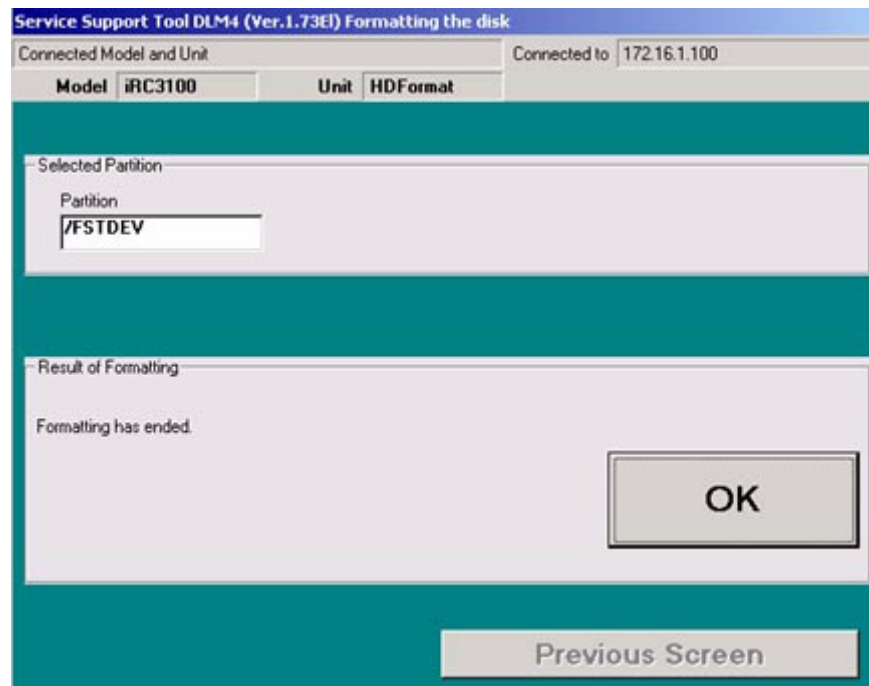 Service Support Tool DLM4 (Ver.1.73El) Formatting the disk
Connected Model and Unit
Connected to 172.16.1.100
Model iRC3100 Unit HDFormat
Selected Partition
Partition
/FSTDEV
Result of Formatting
Formatting has ended.
OK
Previous Screen